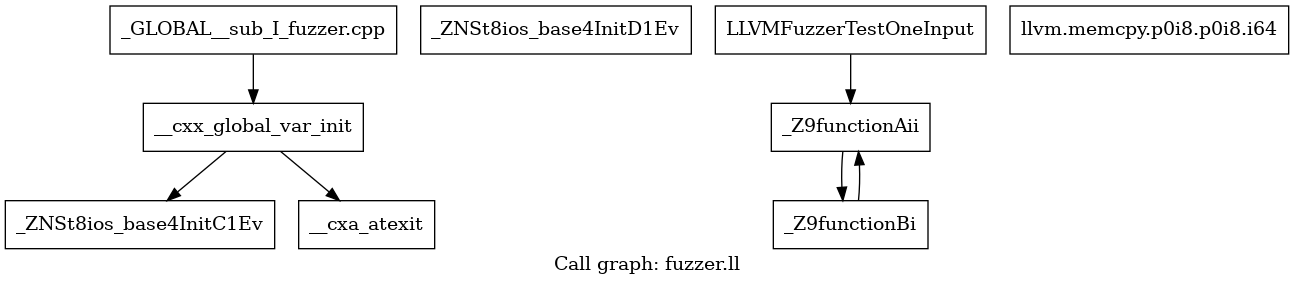 _GLOBAL__sub_I_fuzzer.cpp
_ZNSt8ios_base4InitD1Ev
LLVMFuzzerTestOneInput
llvm.memcpy.p0i8.p0i8.i64
__cxx_global_var_init
_Z9functionAii
_ZNSt8ios_base4InitC1Ev
__cxa_atexit
_Z9functionBi
Call graph: fuzzer.ll